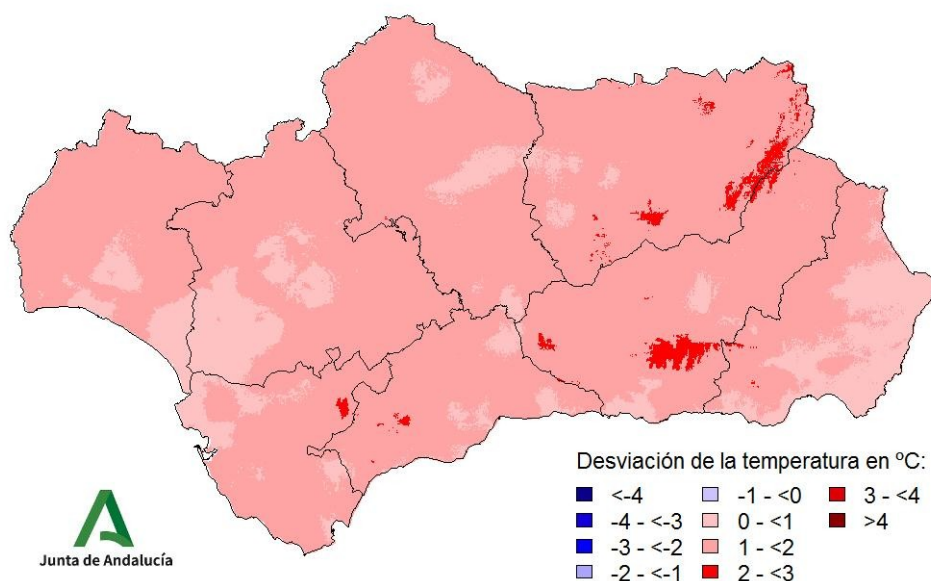 Desviación de la temperatura en ºC:
<-4 -1 - <0 3 - <4
-4 - <-3 0 - <1 >4
-3 - <-2 1 - <2
-2 - <-1 2 - <3
Junta de Andalucía